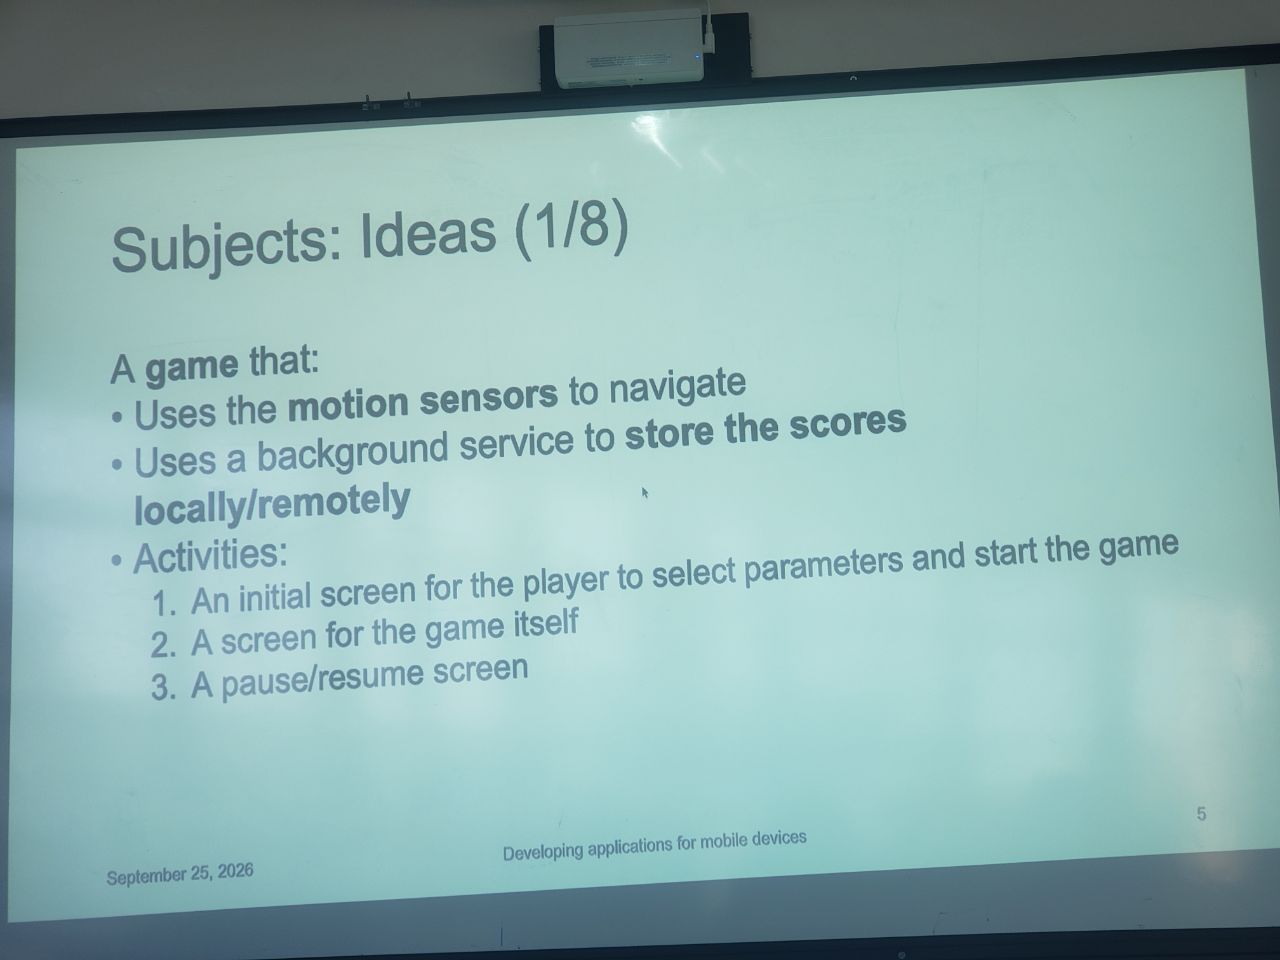 Subjects: Ideas (1/8)
A game that:
• Uses the motion sensors to navigate
• Uses a background service to store the scores
locally/remotely
• Activities:
1. An initial screen for the player to select parameters and start the game
2. A screen for the game itself
3. A pause/resume screen
September 25, 2026
Developing applications for mobile devices
5